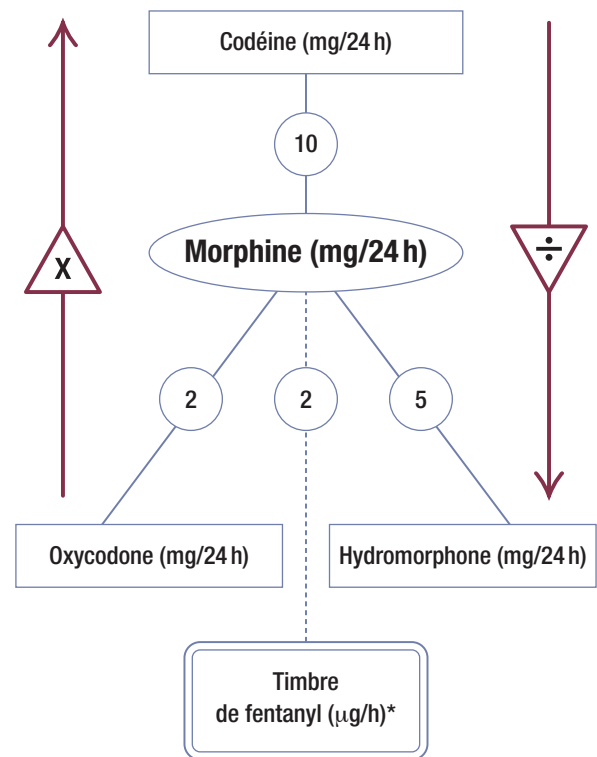 Codéine (mg/24 h)
10
Morphine (mg/24 h)
X
÷
2
2
5
Oxycodone (mg/24 h)
Hydromorphone (mg/24 h)
Timbre
de fentanyl (μg/h)*